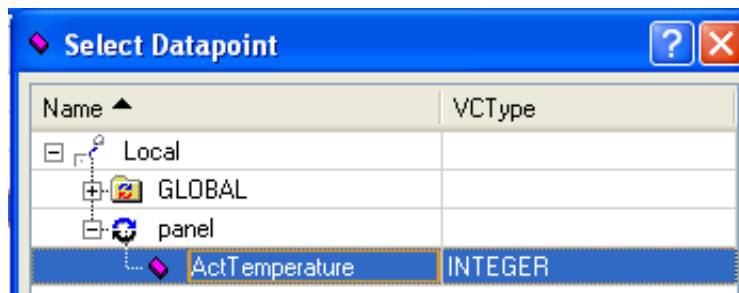 Select Datapoint
Name VCType
Local
GLOBAL
panel
ActTemperature INTEGER